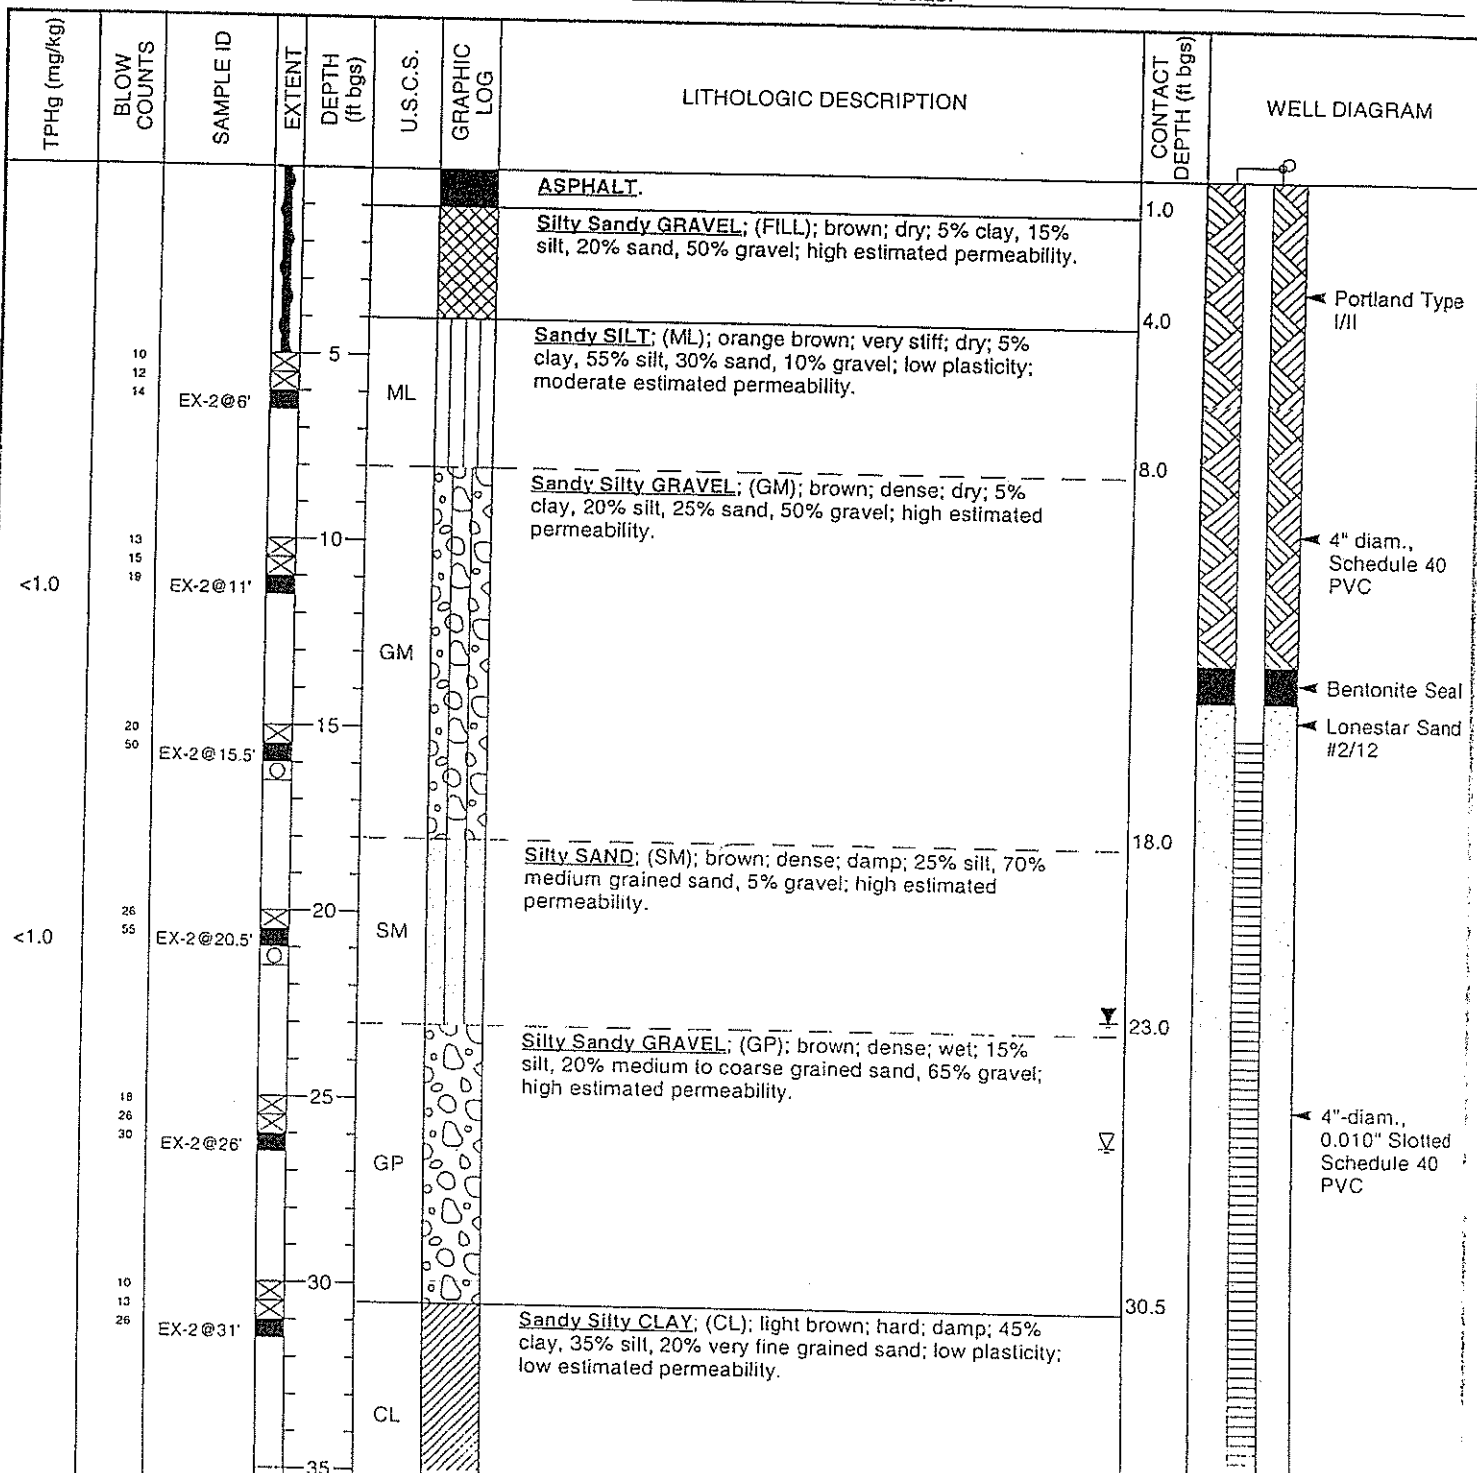 TPHg (mg/kg)
BLOW
COUNTS
SAMPLE ID
EXTENT
DEPTH
(ft bgs)
U.S.C.S.
GRAPHIC
LOG
LITHOLOGIC DESCRIPTION
CONTACT
DEPTH (ft bgs)
WELL DIAGRAM
ASPHALT.
1.0
Silty Sandy GRAVEL; (FILL); brown; dry; 5% clay, 15%
silt, 20% sand, 50% gravel; high estimated permeability.
Portland Type
I/II
4.0
Sandy SILT; (ML); orange brown; very stiff; dry; 5%
clay, 55% silt, 30% sand, 10% gravel; low plasticity;
moderate estimated permeability.
10
12
14
EX-2@6'
5
ML
8.0
Sandy Silty GRAVEL; (GM); brown; dense; dry; 5%
clay, 20% silt, 25% sand, 50% gravel; high estimated
permeability.
4" diam.,
Schedule 40
PVC
13
15
19
<1.0
EX-2@11'
10
GM
Bentonite Seal
Lonestar Sand
#2/12
20
50
EX-2@15.5'
15
18.0
Silty SAND; (SM); brown; dense; damp; 25% silt, 70%
medium grained sand, 5% gravel; high estimated
permeability.
26
55
<1.0
EX-2@20.5'
20
SM
23.0
Silty Sandy GRAVEL; (GP); brown; dense; wet; 15%
silt, 20% medium to coarse grained sand, 65% gravel;
high estimated permeability.
18
26
30
EX-2@26'
25
GP
4"-diam.,
0.010" Slotted
Schedule 40
PVC
30.5
10
13
26
EX-2@31'
30
Sandy Silty CLAY; (CL); light brown; hard; damp; 45%
clay, 35% silt, 20% very fine grained sand; low plasticity;
low estimated permeability.
CL
35